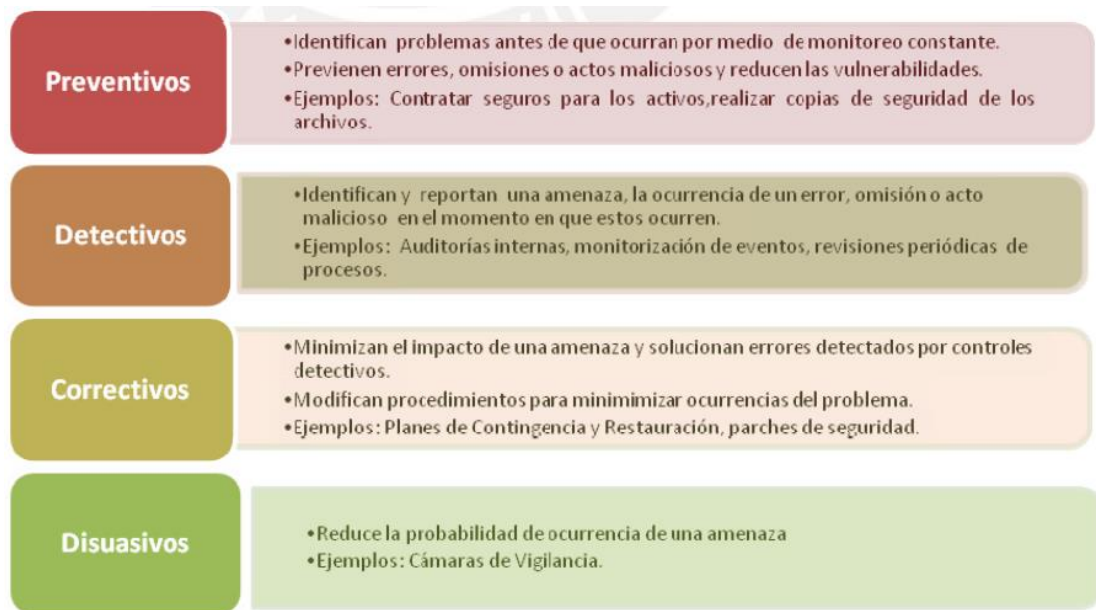 Preventivos
•Identifican problemas antes de que ocurran por medio de monitoreo constante.
•Previenen errores, omisiones o actos maliciosos y reducen las vulnerabilidades.
•Ejemplos: Contratar seguros para los activos,realizar copias de seguridad de los
archivos.
Detectivos
•Identifican y reportan una amenaza, la ocurrencia de un error, omisión o acto
malicioso en el momento en que estos ocurren.
•Ejemplos: Auditorías internas, monitorización de eventos, revisiones periódicas de
procesos.
Correctivos
•Minimizan el impacto de una amenaza y solucionan errores detectados por controles
detectivos.
•Modifican procedimientos para minimimizar ocurrencias del problema.
•Ejemplos: Planes de Contingencia y Restauración, parches de seguridad.
Disuasivos
•Reduce la probabilidad de ocurrencia de una amenaza
•Ejemplos: Cámaras de Vigilancia.